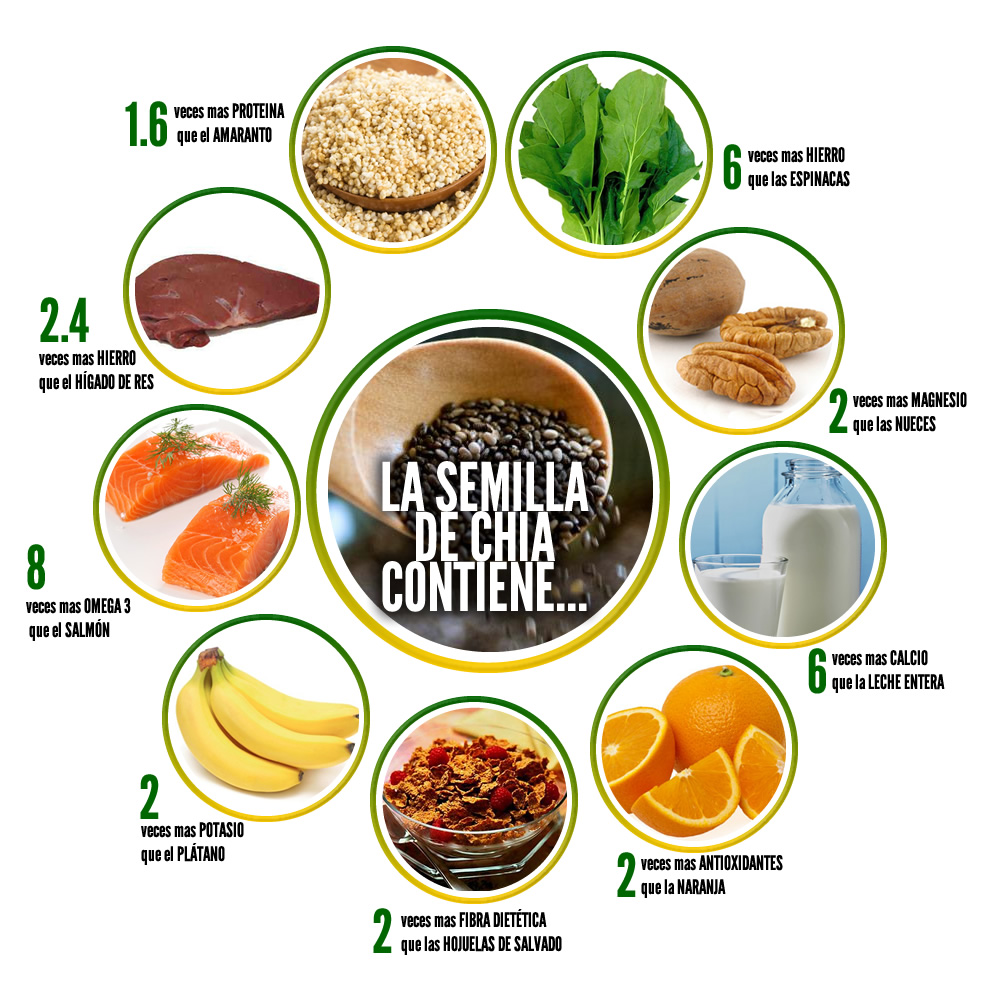 LA SEMILLA
DE CHIA
CONTIENE...
1.6 veces mas PROTEINA
que el AMARANTO
6 veces mas HIERRO
que las ESPINACAS
2 veces mas MAGNESIO
que las NUECES
6 veces mas CALCIO
que la LECHE ENTERA
2 veces mas ANTIOXIDANTES
que la NARANJA
2 veces mas FIBRA DIETÉTICA
que las HOJUELAS DE SALVADO
2
veces mas POTASIO
que el PLÁTANO
8
veces mas OMEGA 3
que el SALMÓN
2.4
veces mas HIERRO
que el HÍGADO DE RES